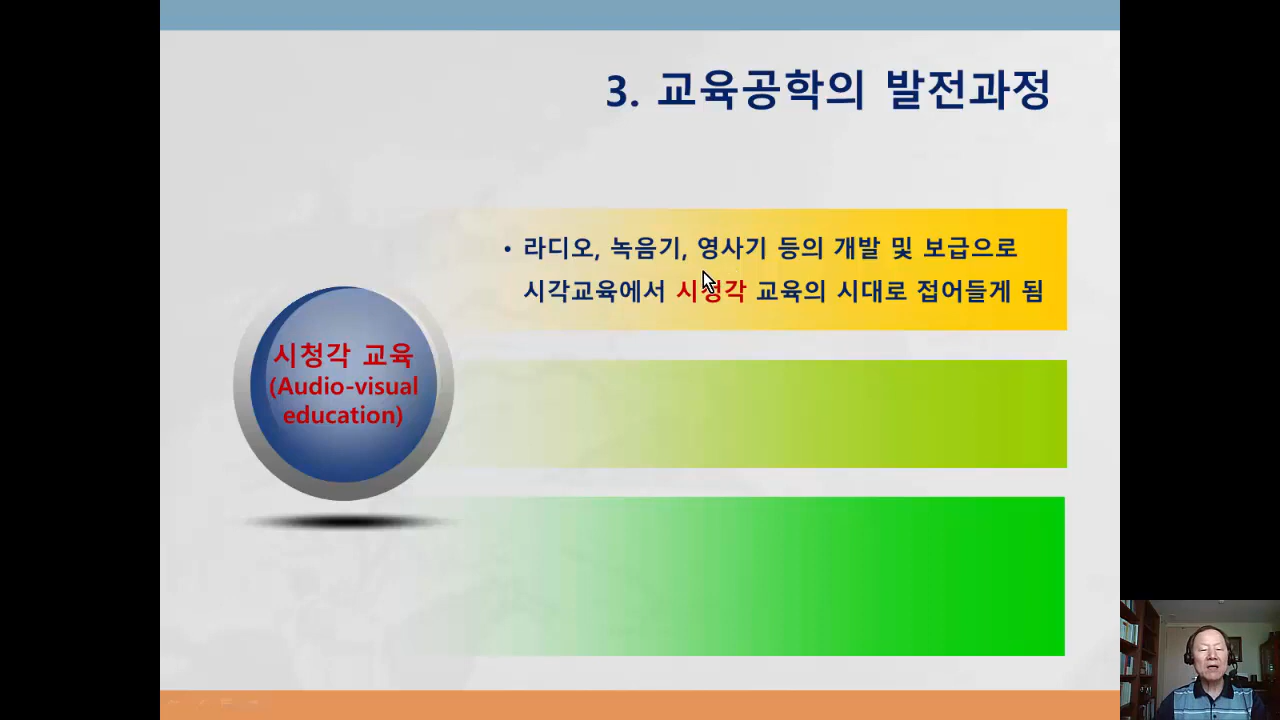 3. 교육공학의 발전과정
• 라디오, 녹음기, 영사기 등의 개발 및 보급으로
시각교육에서 시청각 교육의 시대로 접어들게 됨
시청각 교육
(Audio-visual
education)